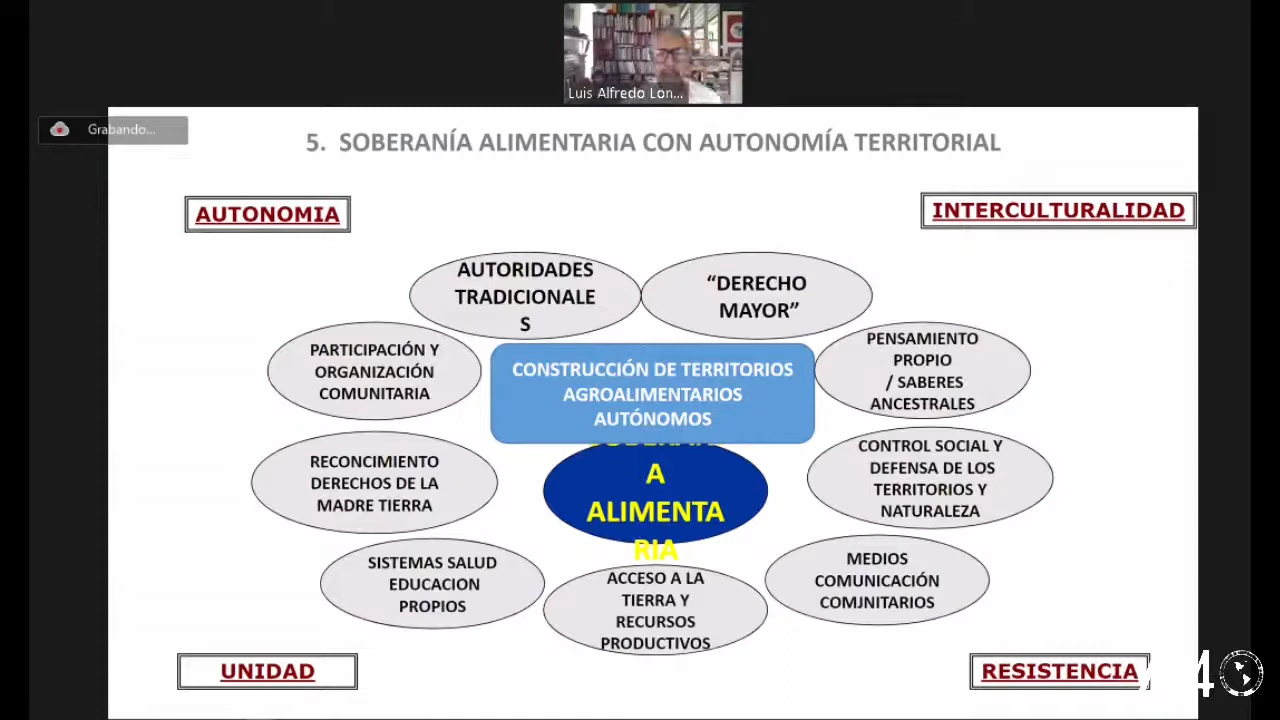 Luis Alfredo Lon...
Grabando...
5. SOBERANÍA ALIMENTARIA CON AUTONOMÍA TERRITORIAL
AUTONOMIA
INTERCULTURALIDAD
AUTORIDADES
TRADICIONALE
S
“DERECHO
MAYOR”
PARTICIPACIÓN Y
ORGANIZACIÓN
COMUNITARIA
CONSTRUCCIÓN DE TERRITORIOS
AGROALIMENTARIOS
AUTÓNOMOS
PENSAMIENTO
PROPIO
/ SABERES
ANCESTRALES
RECONCIMIENTO
DERECHOS DE LA
MADRE TIERRA
A
ALIMENTA
RIA
CONTROL SOCIAL Y
DEFENSA DE LOS
TERRITORIOS Y
NATURALEZA
SISTEMAS SALUD
EDUCACION
PROPIOS
ACCESO A LA
TIERRA Y
RECURSOS
PRODUCTIVOS
MEDIOS
COMUNICACIÓN
COMJNITARIOS
UNIDAD
RESISTENCIA